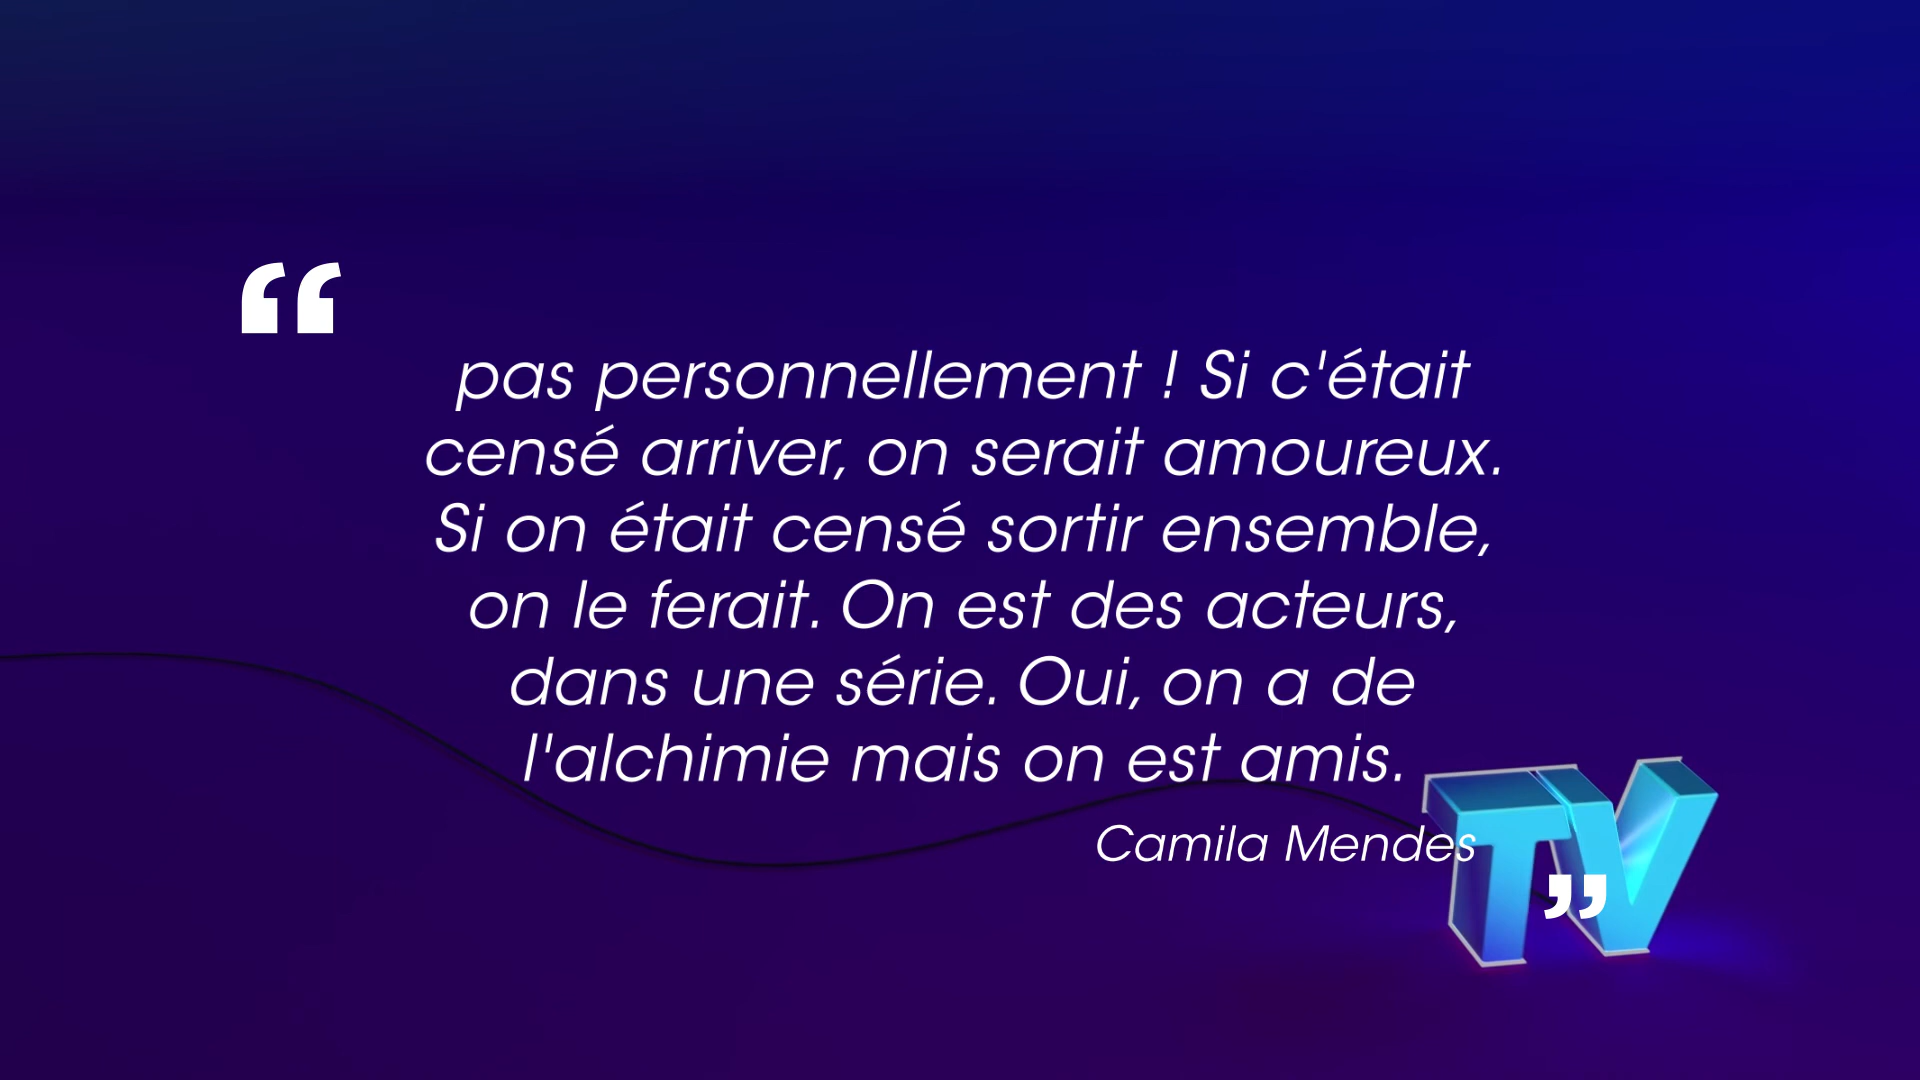 “
pas personnellement ! Si c'était
censé arriver, on serait amoureux.
Si on était censé sortir ensemble,
on le ferait. On est des acteurs,
dans une série. Oui, on a de
l'alchimie mais on est amis.
Camila Mendes
TV
”